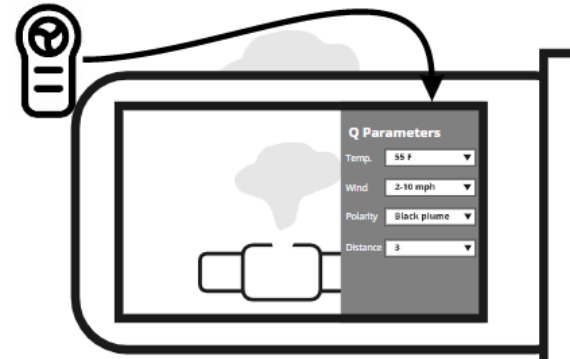 Q Parameters
Temp. 55 F
Wind 2-10 mph
Polarity Black plume
Distance 3